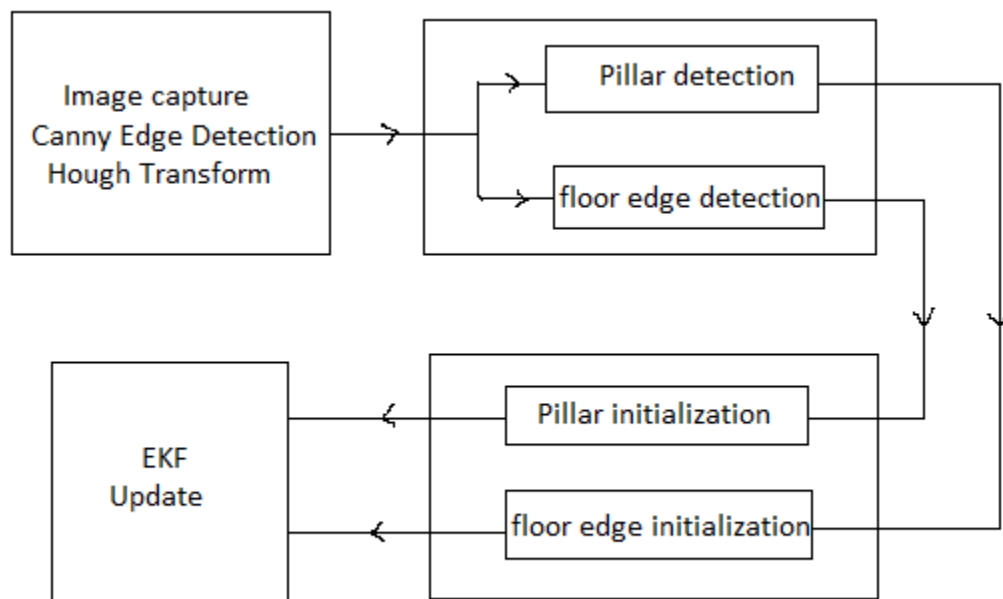 Image capture
Canny Edge Detection
Hough Transform
Pillar detection
floor edge detection
Pillar initialization
floor edge initialization
EKF
Update